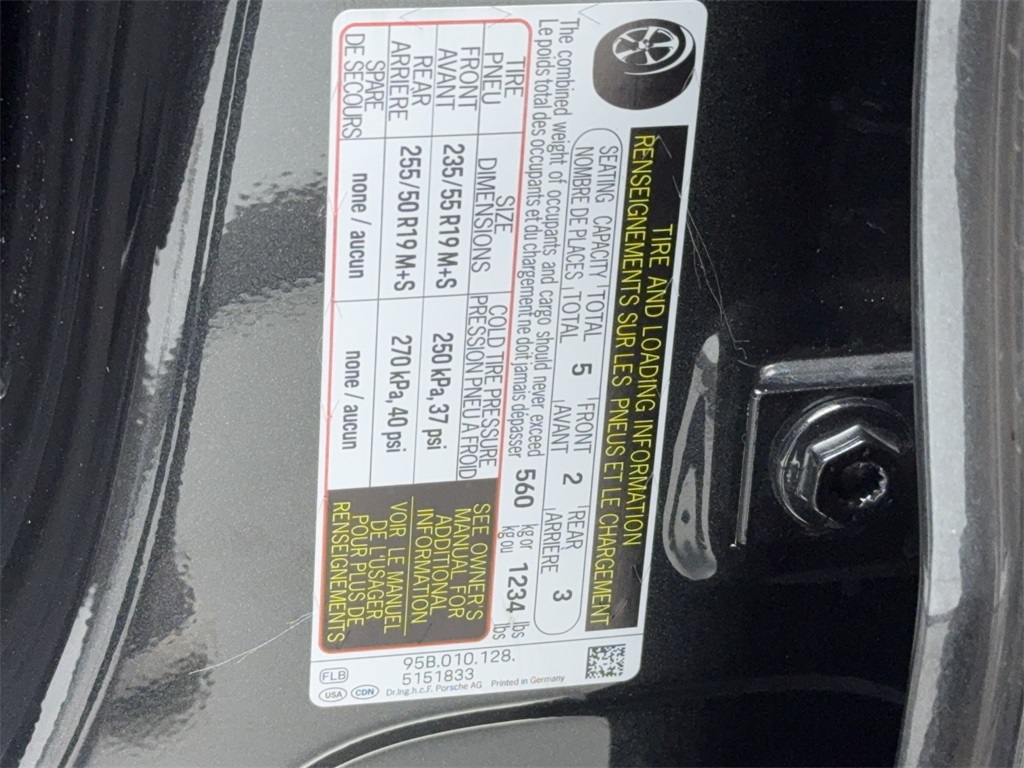 TIRE AND LOADING INFORMATION
RENSEIGNEMENTS SUR LES PNEUS ET LE CHARGEMENT
SEATING CAPACITY TOTAL 5 FRONT 2 REAR 3
NOMBRE DE PLACES TOTAL AVANT ARRIÈRE
The combined weight of occupants and cargo should never exceed 560 kg or 1234 lbs
Le poids total des occupants et du chargement ne doit jamais dépasser kg ou lbs
TIRE SIZE COLD TIRE PRESSURE
PNEU DIMENSIONS PRESSION PNEU À FROID
FRONT 235/55 R19 M+S 250 kPa, 37 psi
AVANT
REAR 255/50 R19 M+S 270 kPa, 40 psi
ARRIÈRE
SPARE none / aucun none / aucun
DE SECOURS
SEE OWNER'S
MANUAL FOR
ADDITIONAL
INFORMATION
VOIR LE MANUEL
DE L'USAGER
POUR PLUS DE
RENSEIGNEMENTS
95B.010.128.
5151833
Dr.Ing.h.c.F. Porsche AG Printed in Germany
FLB
USA CDN